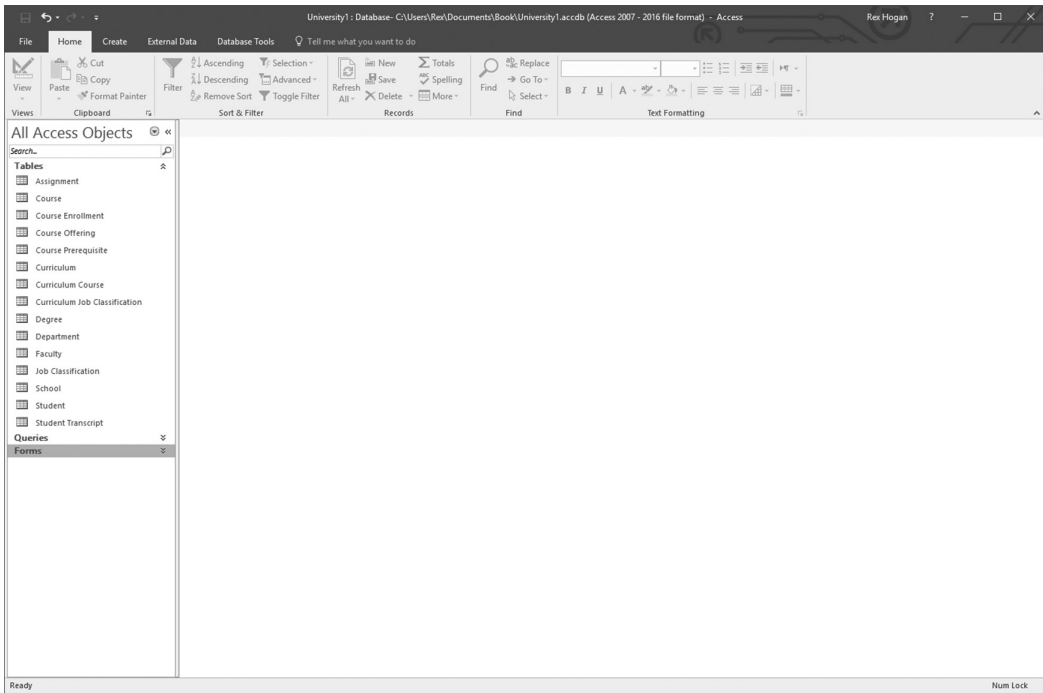 University1 : Database- C:\Users\Rex\Documents\Book\University1.accdb (Access 2007 - 2016 file format) - Access
Rex Hogan
?
File Home Create External Data Database Tools Tell me what you want to do
View
Views
Paste
Cut
Copy
Format Painter
Clipboard
Filter
Ascending
Descending
Remove Sort
Selection
Advanced
Toggle Filter
Sort & Filter
Refresh
All
New
Save
Delete
Totals
Spelling
More
Records
Find
Replace
Go To
Select
Find
B I U A
Text Formatting
All Access Objects
Search...
Tables
Assignment
Course
Course Enrollment
Course Offering
Course Prerequisite
Curriculum
Curriculum Course
Curriculum Job Classification
Degree
Department
Faculty
Job Classification
School
Student
Student Transcript
Queries
Forms
Ready
Num Lock